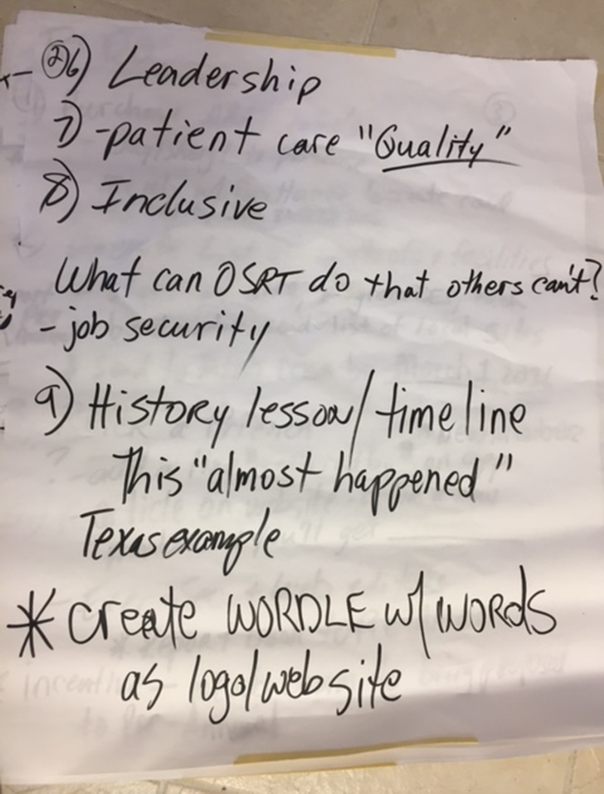 ②6) Leadership
7) -patient care "Quality"
8) Inclusive
What can OSRT do that others can't?
- job security
9) History lesson/timeline
This "almost happened"
Texas example
* create WORDLE w/ WORDS
as logo/website